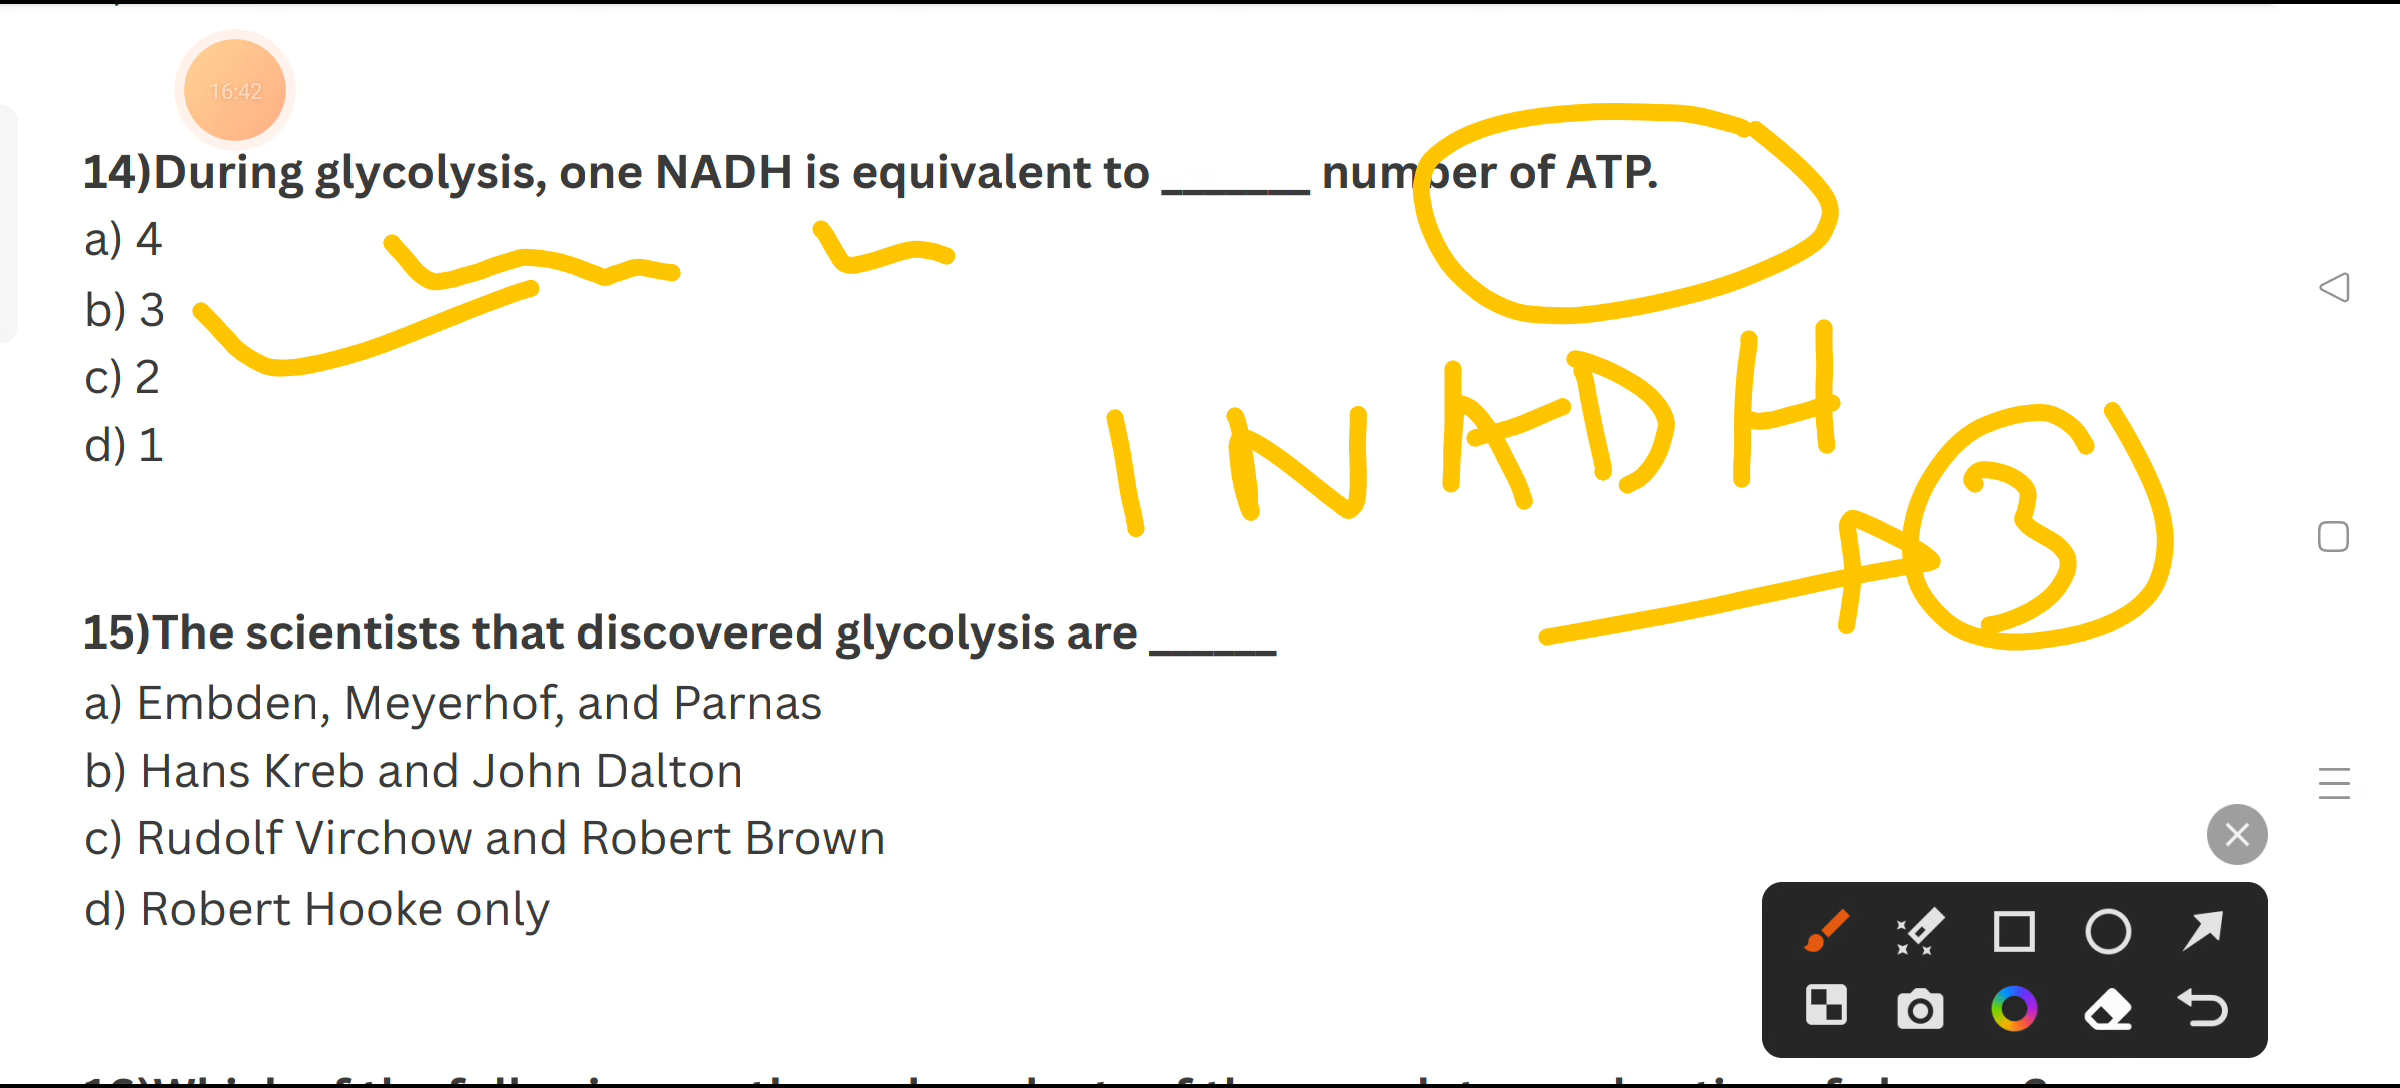 16:42
14)During glycolysis, one NADH is equivalent to _______ number of ATP.
a) 4
b) 3
c) 2
d) 1
1 NADH
3
15)The scientists that discovered glycolysis are ______
a) Embden, Meyerhof, and Parnas
b) Hans Kreb and John Dalton
c) Rudolf Virchow and Robert Brown
d) Robert Hooke only